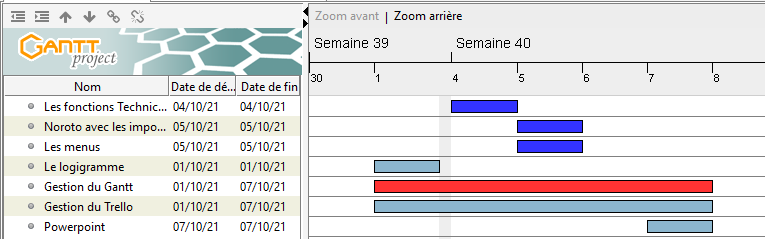 Zoom avant | Zoom arrière
GANTT project
Semaine 39 Semaine 40
30 1 4 5 6 7 8
Nom Date de dé... Date de fin
Les fonctions Technic... 04/10/21 04/10/21
Noroto avec les impo... 05/10/21 05/10/21
Les menus 05/10/21 05/10/21
Le logigramme 01/10/21 01/10/21
Gestion du Gantt 01/10/21 07/10/21
Gestion du Trello 01/10/21 07/10/21
Powerpoint 07/10/21 07/10/21